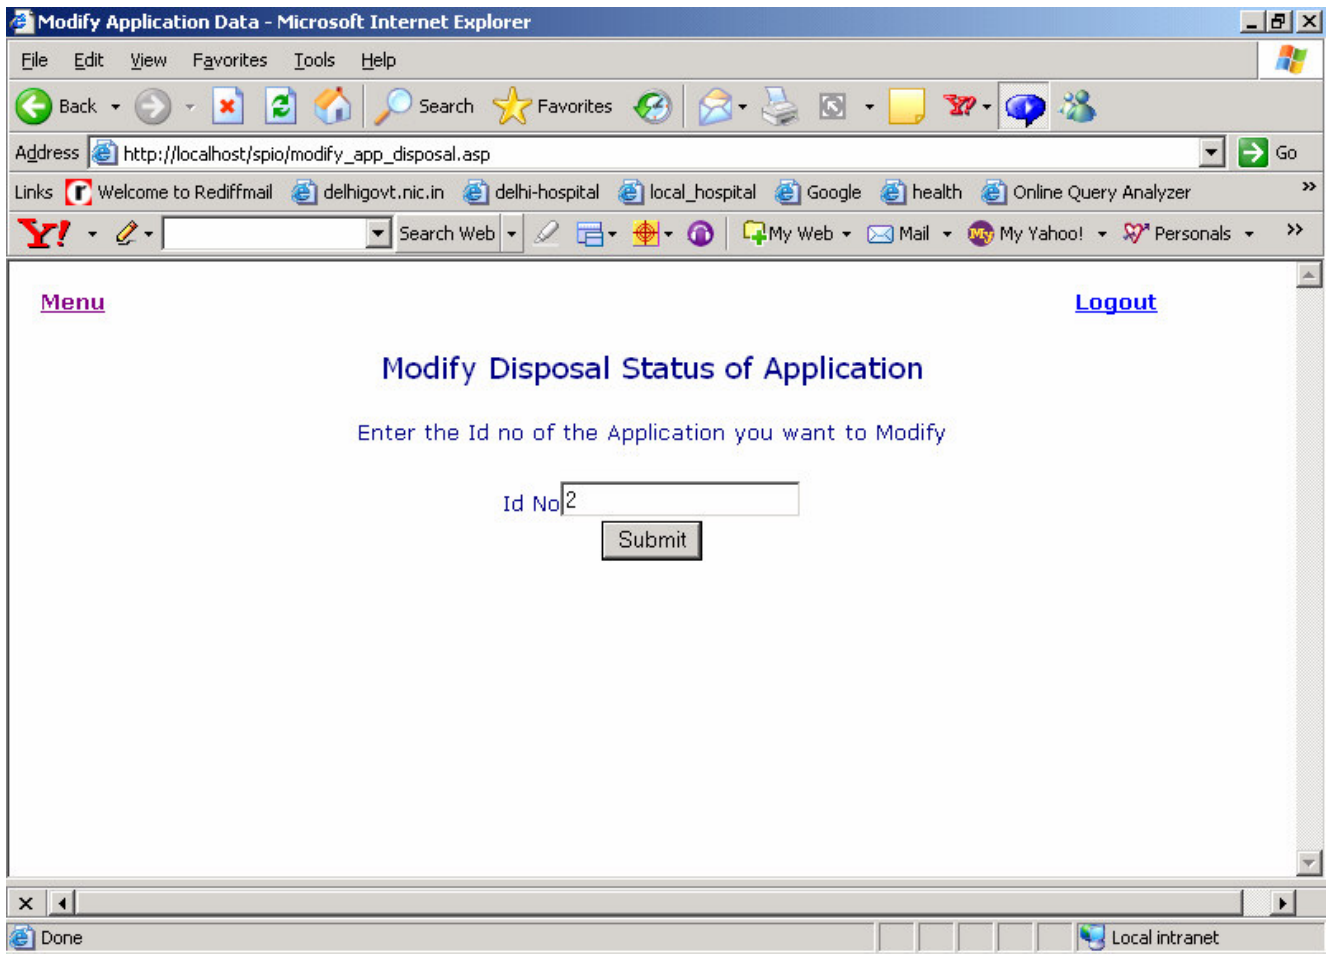 Modify Application Data - Microsoft Internet Explorer
File Edit View Favorites Tools Help
Back Search Favorites
Address http://localhost/spio/modify_app_disposal.asp Go
Links Welcome to Rediffmail delhigovt.nic.in delhi-hospital local_hospital Google health Online Query Analyzer »
Y! Search Web My Web Mail My My Yahoo! Personals »
Menu Logout
Modify Disposal Status of Application
Enter the Id no of the Application you want to Modify
Id No 2
Submit
Done Local intranet